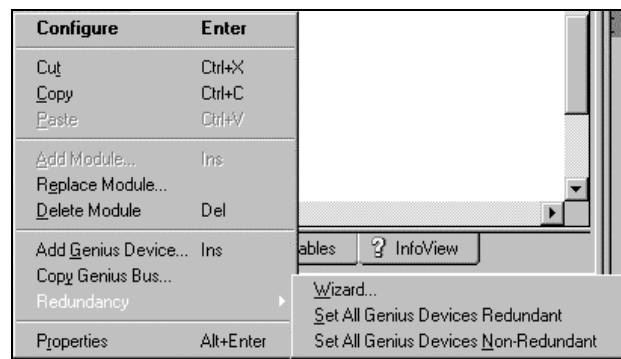 Configure Enter
Cut Ctrl+X
Copy Ctrl+C
Paste Ctrl+V
Add Module... Ins
Replace Module...
Delete Module Del
Add Genius Device... Ins
ables ? InfoView
Copy Genius Bus...
Redundancy
Wizard...
Set All Genius Devices Redundant
Set All Genius Devices Non-Redundant
Properties Alt+Enter